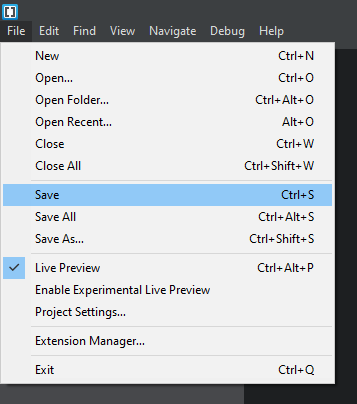 File Edit Find View Navigate Debug Help
New Ctrl+N
Open... Ctrl+O
Open Folder... Ctrl+Alt+O
Open Recent... Alt+O
Close Ctrl+W
Close All Ctrl+Shift+W
Save Ctrl+S
Save All Ctrl+Alt+S
Save As... Ctrl+Shift+S
Live Preview Ctrl+Alt+P
Enable Experimental Live Preview
Project Settings...
Extension Manager...
Exit Ctrl+Q